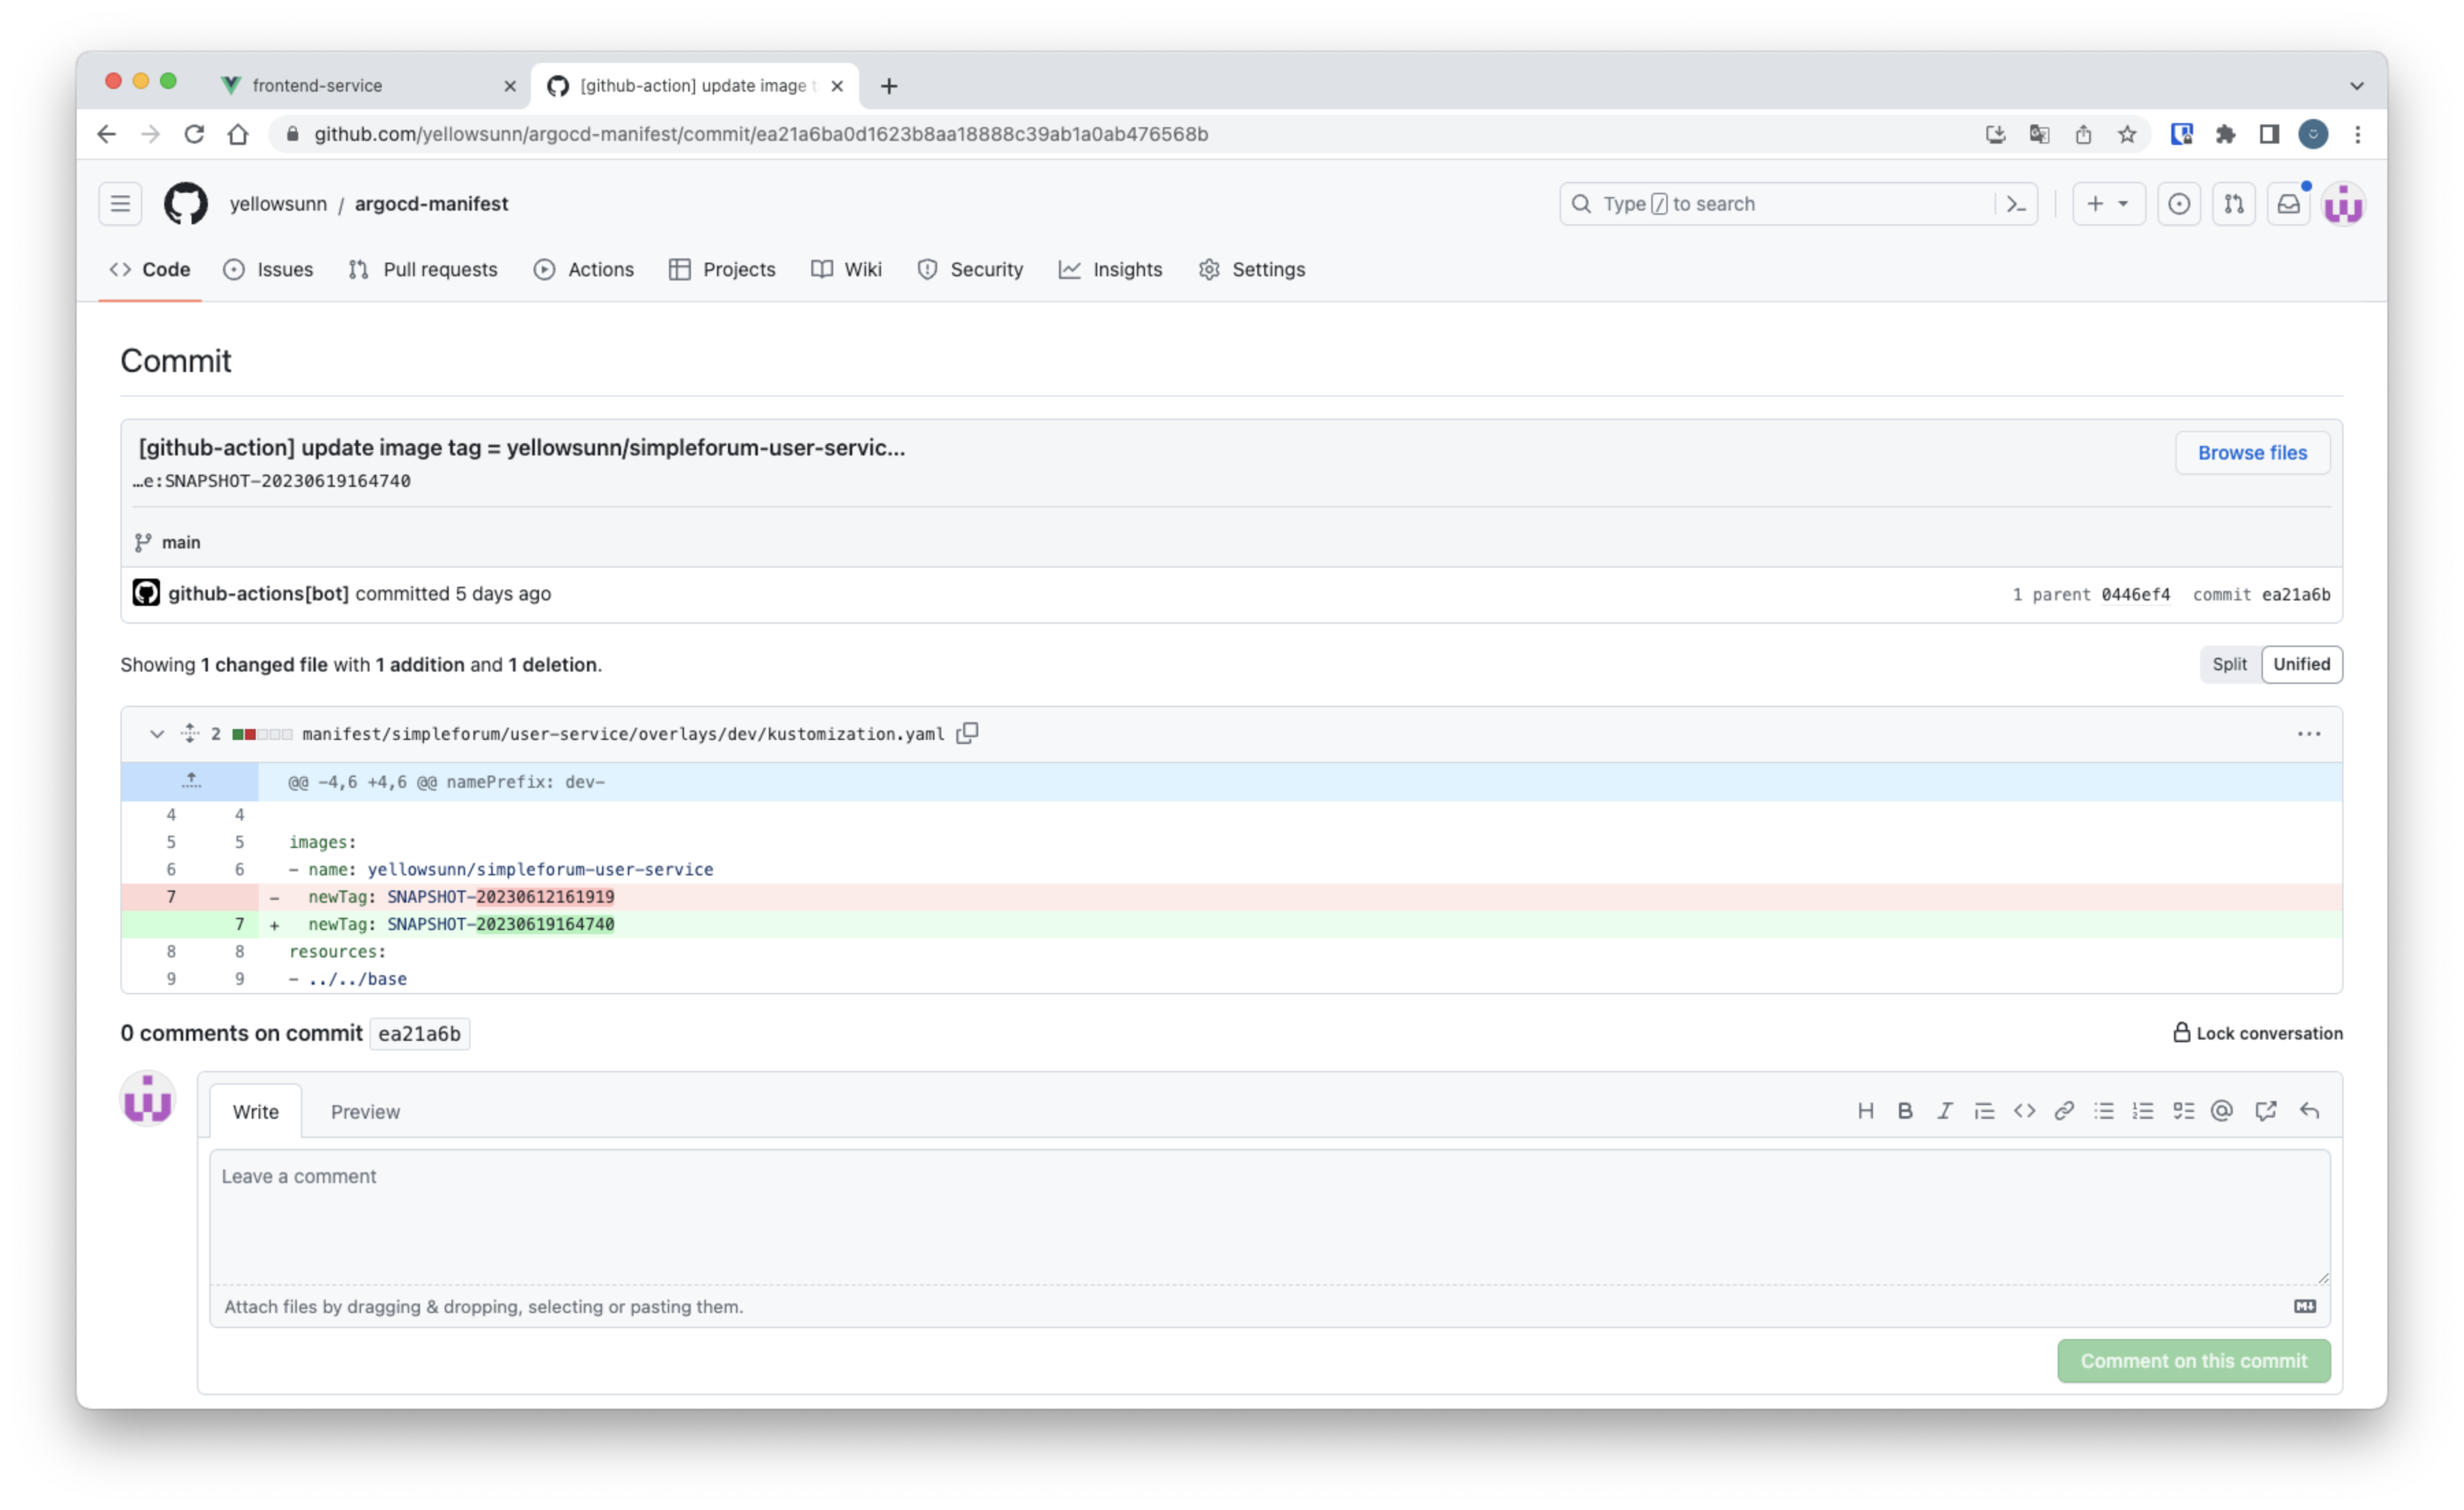 frontend-service
[github-action] update image t
github.com/yellowsunn/argocd-manifest/commit/ea21a6ba0d1623b8aa18888c39ab1a0ab476568b
yellowsunn / argocd-manifest
Type / to search
Code Issues Pull requests Actions Projects Wiki Security Insights Settings
Commit
[github-action] update image tag = yellowsunn/simpleforum-user-servic...
Browse files
…e:SNAPSHOT-20230619164740
main
github-actions[bot] committed 5 days ago
1 parent 0446ef4 commit ea21a6b
Showing 1 changed file with 1 addition and 1 deletion.
Split Unified
2 manifest/simpleforum/user-service/overlays/dev/kustomization.yaml
@@ -4,6 +4,6 @@ namePrefix: dev-
4 4
5 5 images:
6 6 - name: yellowsunn/simpleforum-user-service
7 - newTag: SNAPSHOT-20230612161919
7 + newTag: SNAPSHOT-20230619164740
8 8 resources:
9 9 - ../../base
0 comments on commit ea21a6b
Lock conversation
Write Preview
Leave a comment
Attach files by dragging & dropping, selecting or pasting them.
Comment on this commit